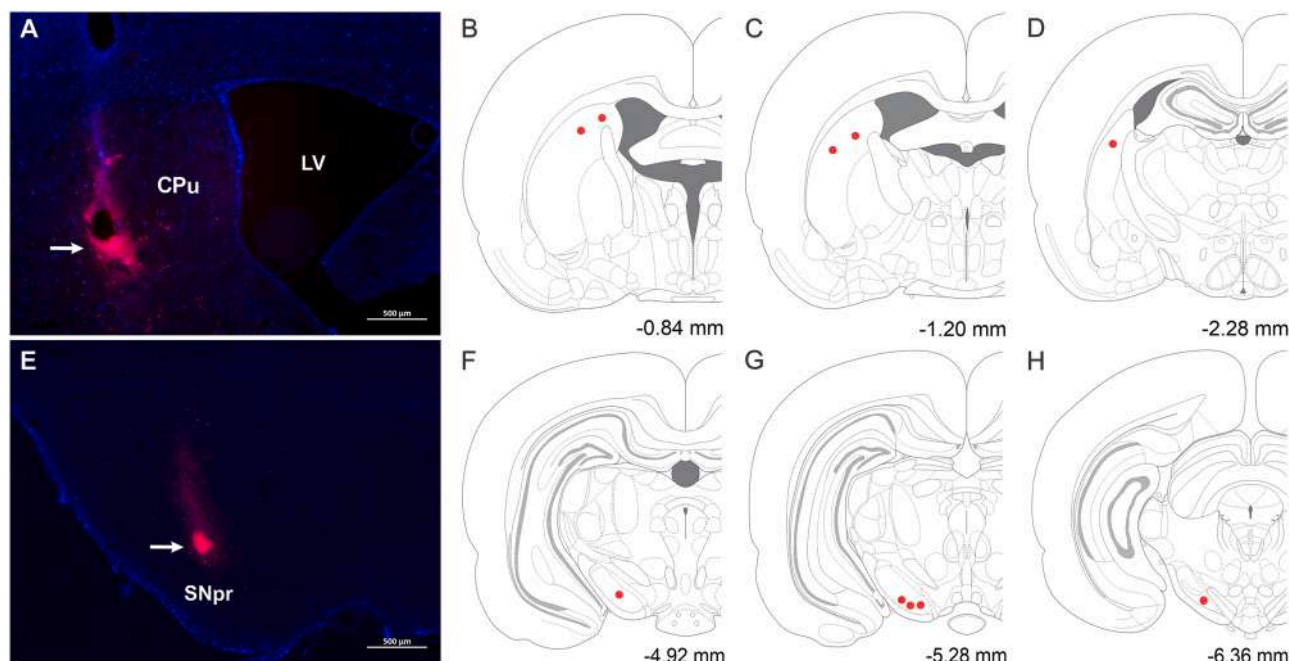 A
LV
CPu
500 µm
B
-0.84 mm
C
-1.20 mm
D
-2.28 mm
E
SNpr
500 µm
F
-4.92 mm
G
-5.28 mm
H
-6.36 mm